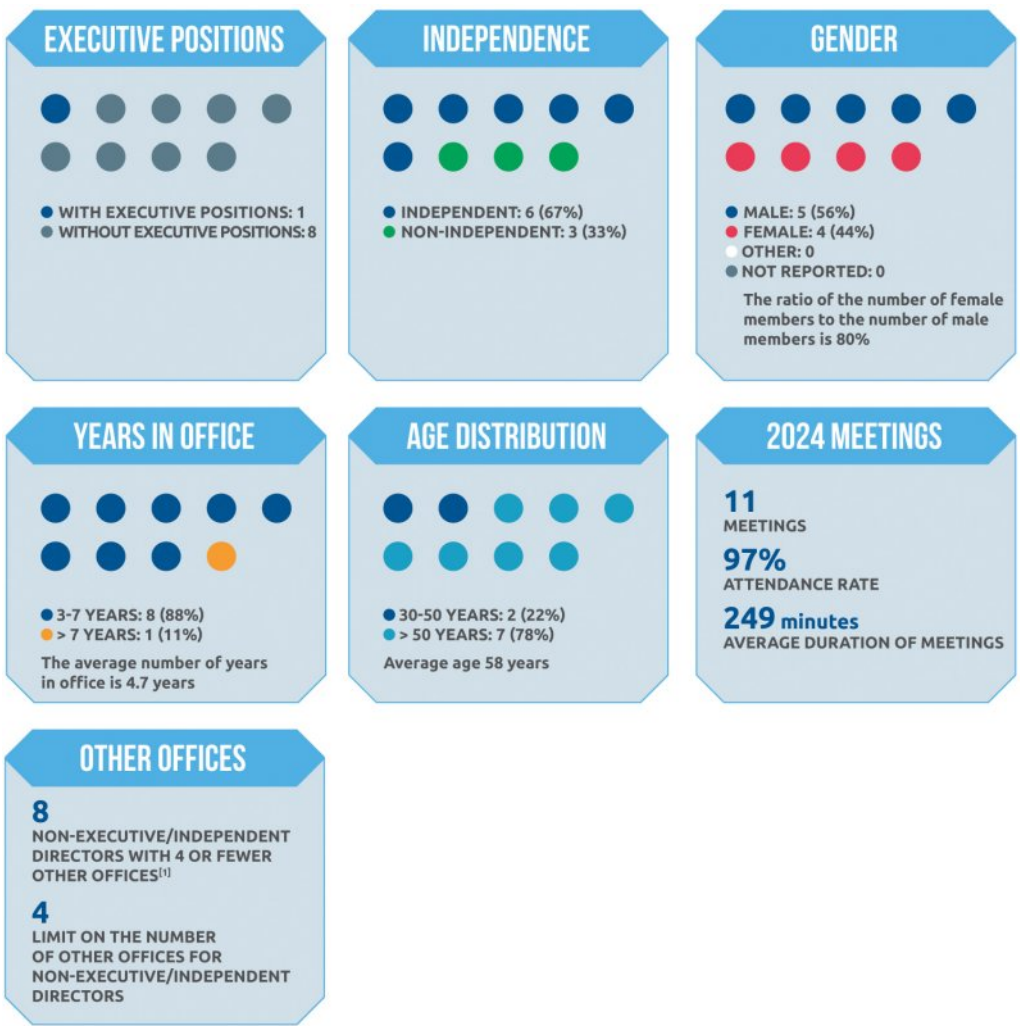 EXECUTIVE POSITIONS
WITH EXECUTIVE POSITIONS: 1
WITHOUT EXECUTIVE POSITIONS: 8
INDEPENDENCE
INDEPENDENT: 6 (67%)
NON-INDEPENDENT: 3 (33%)
GENDER
MALE: 5 (56%)
FEMALE: 4 (44%)
OTHER: 0
NOT REPORTED: 0
The ratio of the number of female
members to the number of male
members is 80%
YEARS IN OFFICE
3-7 YEARS: 8 (88%)
> 7 YEARS: 1 (11%)
The average number of years
in office is 4.7 years
AGE DISTRIBUTION
30-50 YEARS: 2 (22%)
> 50 YEARS: 7 (78%)
Average age 58 years
2024 MEETINGS
11
MEETINGS
97%
ATTENDANCE RATE
249 minutes
AVERAGE DURATION OF MEETINGS
OTHER OFFICES
8
NON-EXECUTIVE/INDEPENDENT
DIRECTORS WITH 4 OR FEWER
OTHER OFFICES[1]
4
LIMIT ON THE NUMBER
OF OTHER OFFICES FOR
NON-EXECUTIVE/INDEPENDENT
DIRECTORS